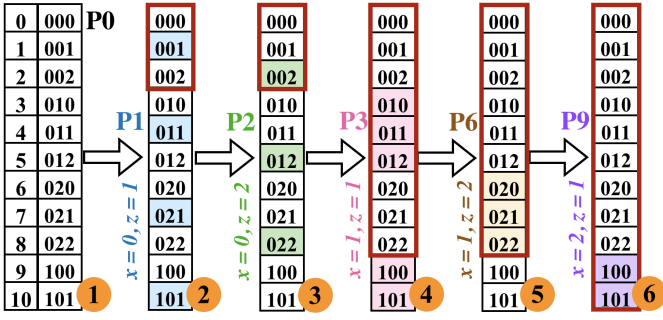 0 000 P0 000 000 000 000 000
1 001 001 001 001 001 001
2 002 002 002 002 002 002
3 010 P1 010 P2 010 P3 010 P6 010 P9 010
4 011 011 011 011 011 011
5 012 012 012 012 012 012
6 020 020 020 020 020 020
7 021 021 021 021 021 021
8 022 022 022 022 022 022
9 100 100 100 100 100 100
10 101 101 101 101 101 101
x = 0, z = 1
x = 0, z = 2
x = 1, z = 1
x = 1, z = 2
x = 2, z = 1
1 2 3 4 5 6